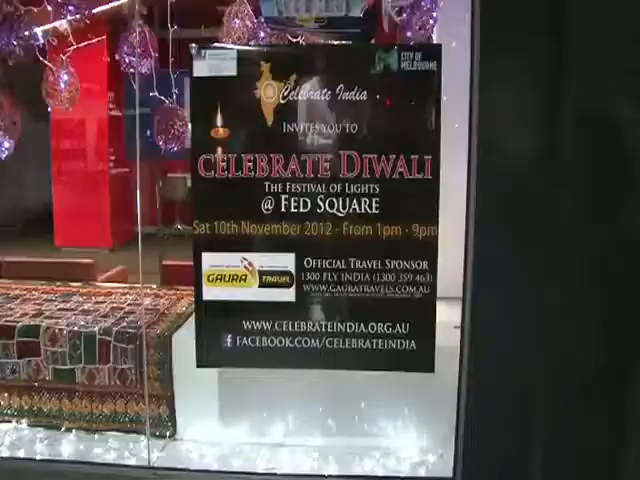 CITY OF
MELBOURNE
Celebrate India
INVITES YOU TO
CELEBRATE DIWALI
THE FESTIVAL OF LIGHTS
@ FED SQUARE
Sat 10th November 2012 - From 1pm - 9pm
GAURA TRAVEL
OFFICIAL TRAVEL SPONSOR
1300 FLY INDIA (1300 359 463)
WWW.GAURATRAVELS.COM.AU
WWW.CELEBRATEINDIA.ORG.AU
f FACEBOOK.COM/CELEBRATEINDIA